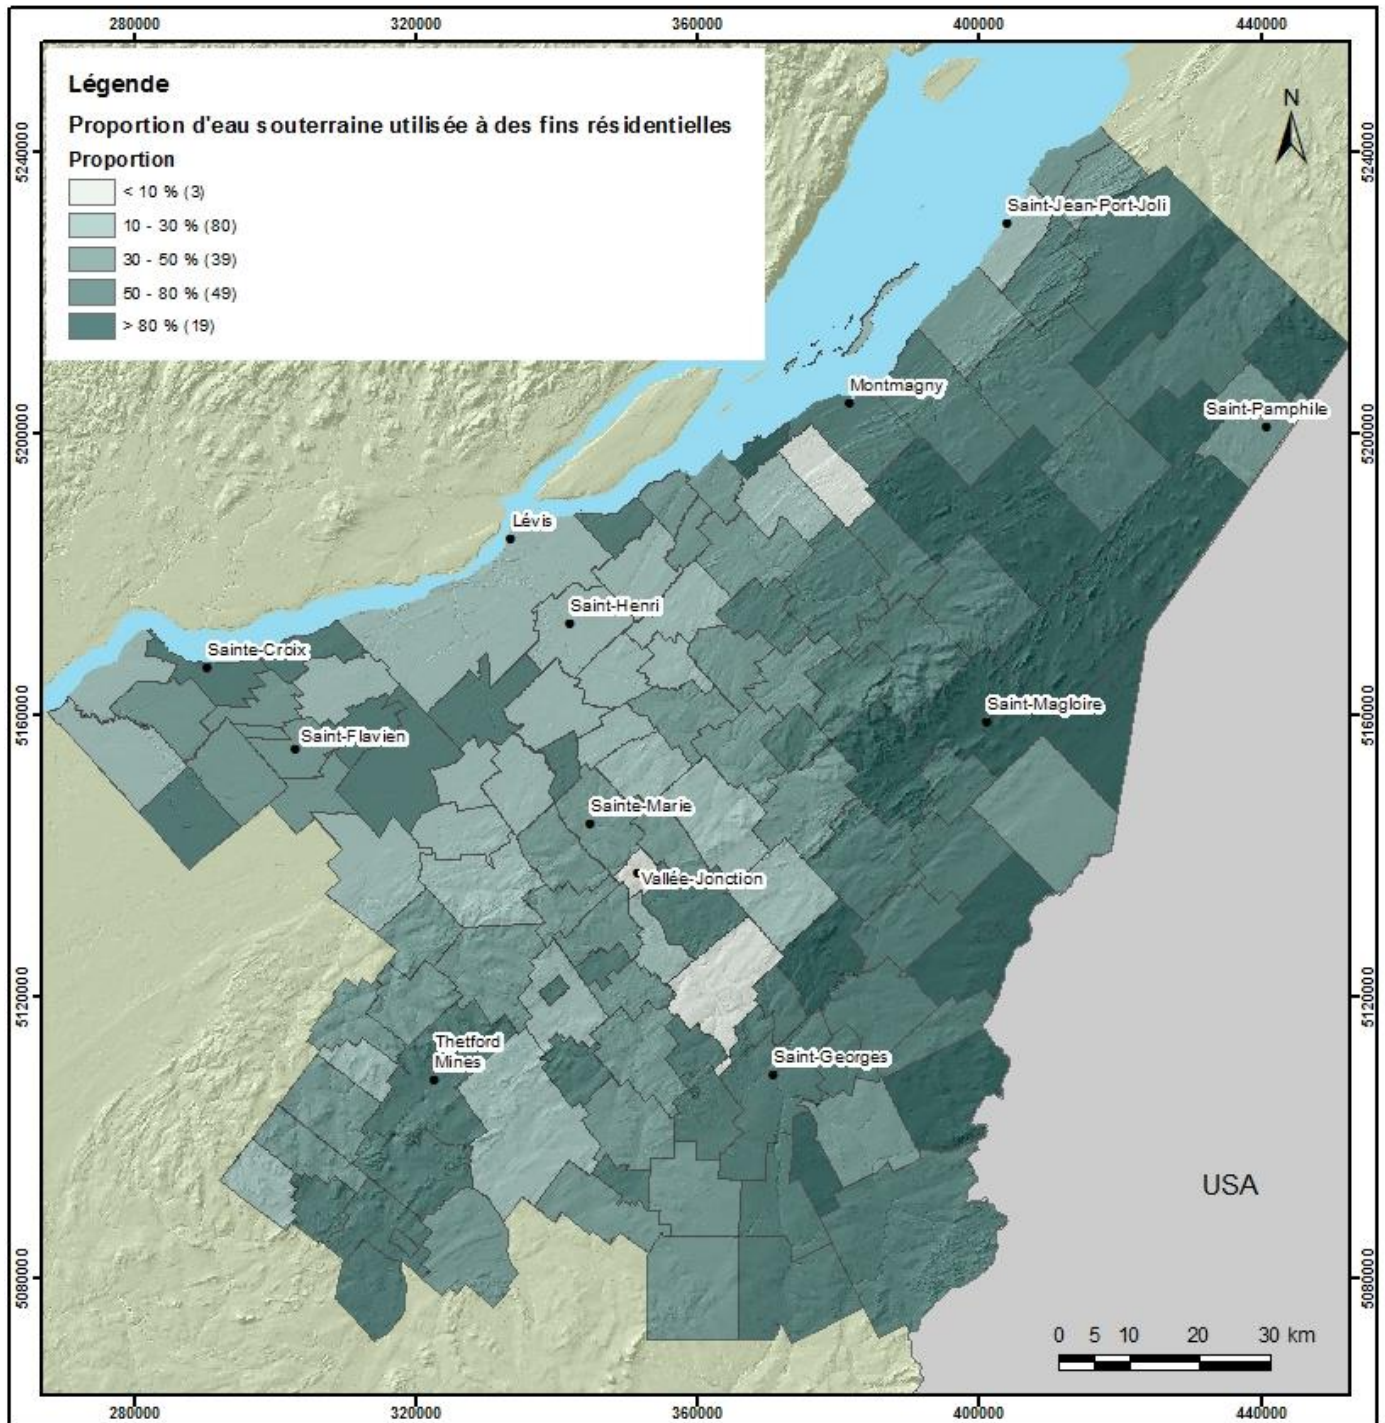 280000 320000 360000 400000 440000
Légende
Proportion d'eau souterraine utilisée à des fins résidentielles
Proportion
< 10 % (3)
10 - 30 % (80)
30 - 50 % (39)
50 - 80 % (49)
> 80 % (19)
N
5240000 5240000
Saint-Jean-Port-Joli
Montmagny
Saint-Pamphile
5200000 5200000
Lévis
Saint-Henri
Sainte-Croix
Saint-Magloire
5160000 5160000
Saint-Flavien
Sainte-Marie
Vallée-Jonction
5120000 5120000
Thetford
Mines
Saint-Georges
USA
5080000 5080000
0 5 10 20 30 km
280000 320000 360000 400000 440000